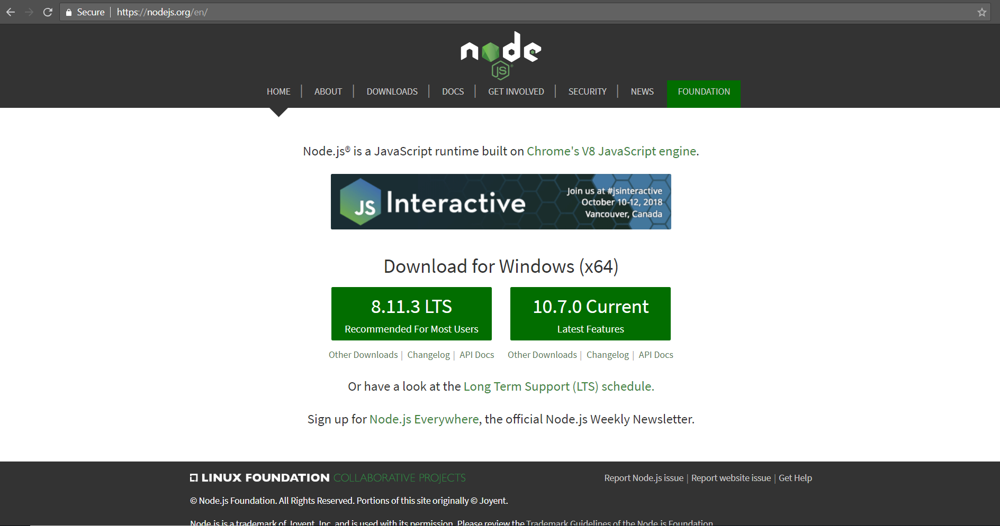 Secure https://nodejs.org/en/
node
JS®
HOME ABOUT DOWNLOADS DOCS GET INVOLVED SECURITY NEWS FOUNDATION
Node.js® is a JavaScript runtime built on Chrome's V8 JavaScript engine.
JS Interactive
Join us at #jsinteractive
October 10-12, 2018
Vancouver, Canada
Download for Windows (x64)
8.11.3 LTS
Recommended For Most Users
10.7.0 Current
Latest Features
Other Downloads | Changelog | API Docs
Other Downloads | Changelog | API Docs
Or have a look at the Long Term Support (LTS) schedule.
Sign up for Node.js Everywhere, the official Node.js Weekly Newsletter.
LINUX FOUNDATION COLLABORATIVE PROJECTS
Report Node.js issue | Report website issue | Get Help
© Node.js Foundation. All Rights Reserved. Portions of this site originally © Joyent.
Node.js is a trademark of Joyent, Inc. and is used with its permission. Please review the Trademark Guidelines of the Node.js Foundation